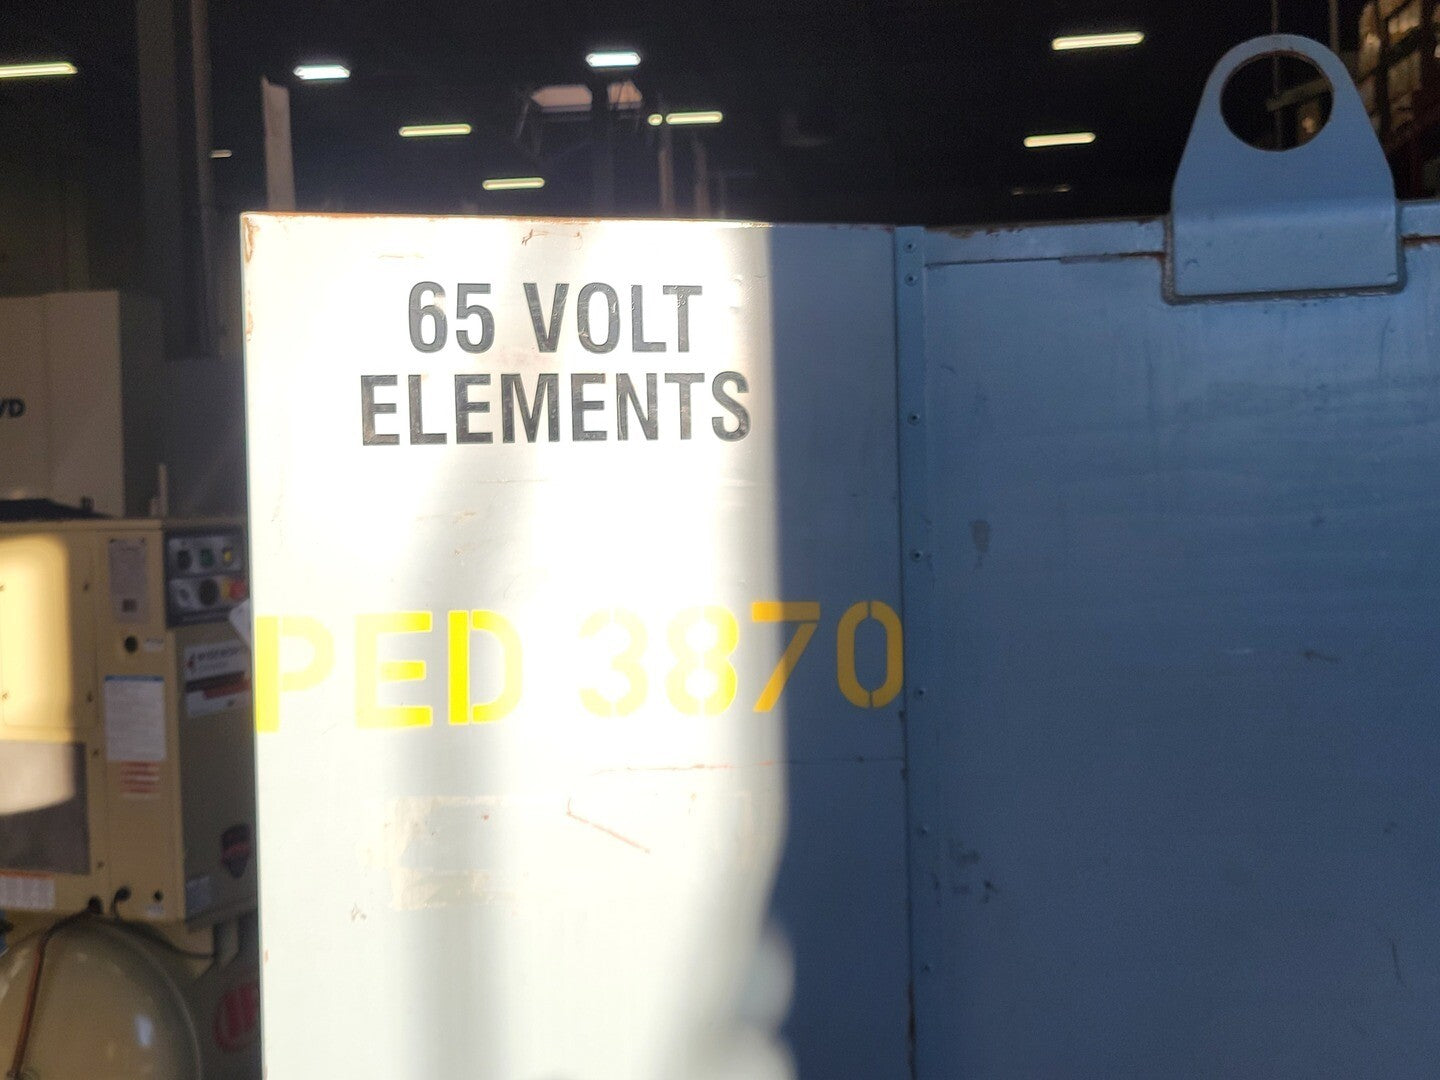 65 VOLT
ELEMENTS
PED 3870